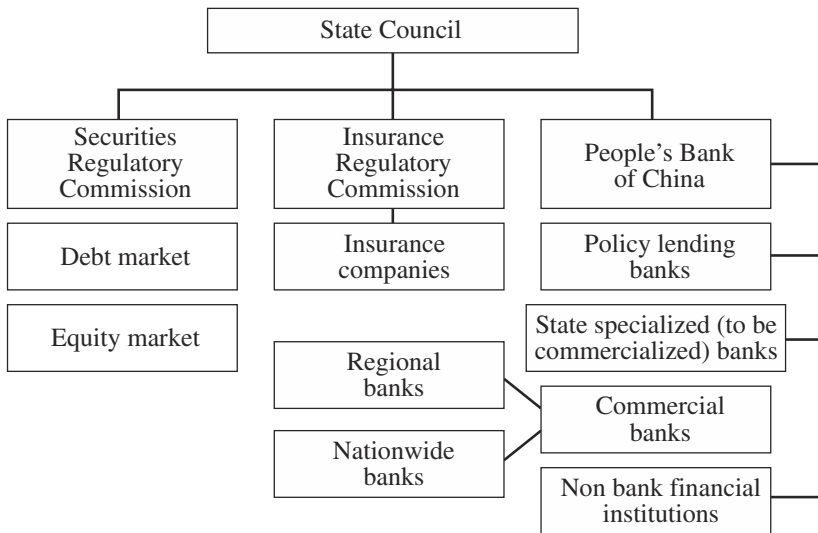 State Council
Securities
Regulatory
Commission
Insurance
Regulatory
Commission
People's Bank
of China
Debt market
Insurance
companies
Policy lending
banks
Equity market
State specialized (to be
commercialized) banks
Regional
banks
Commercial
banks
Nationwide
banks
Non bank financial
institutions